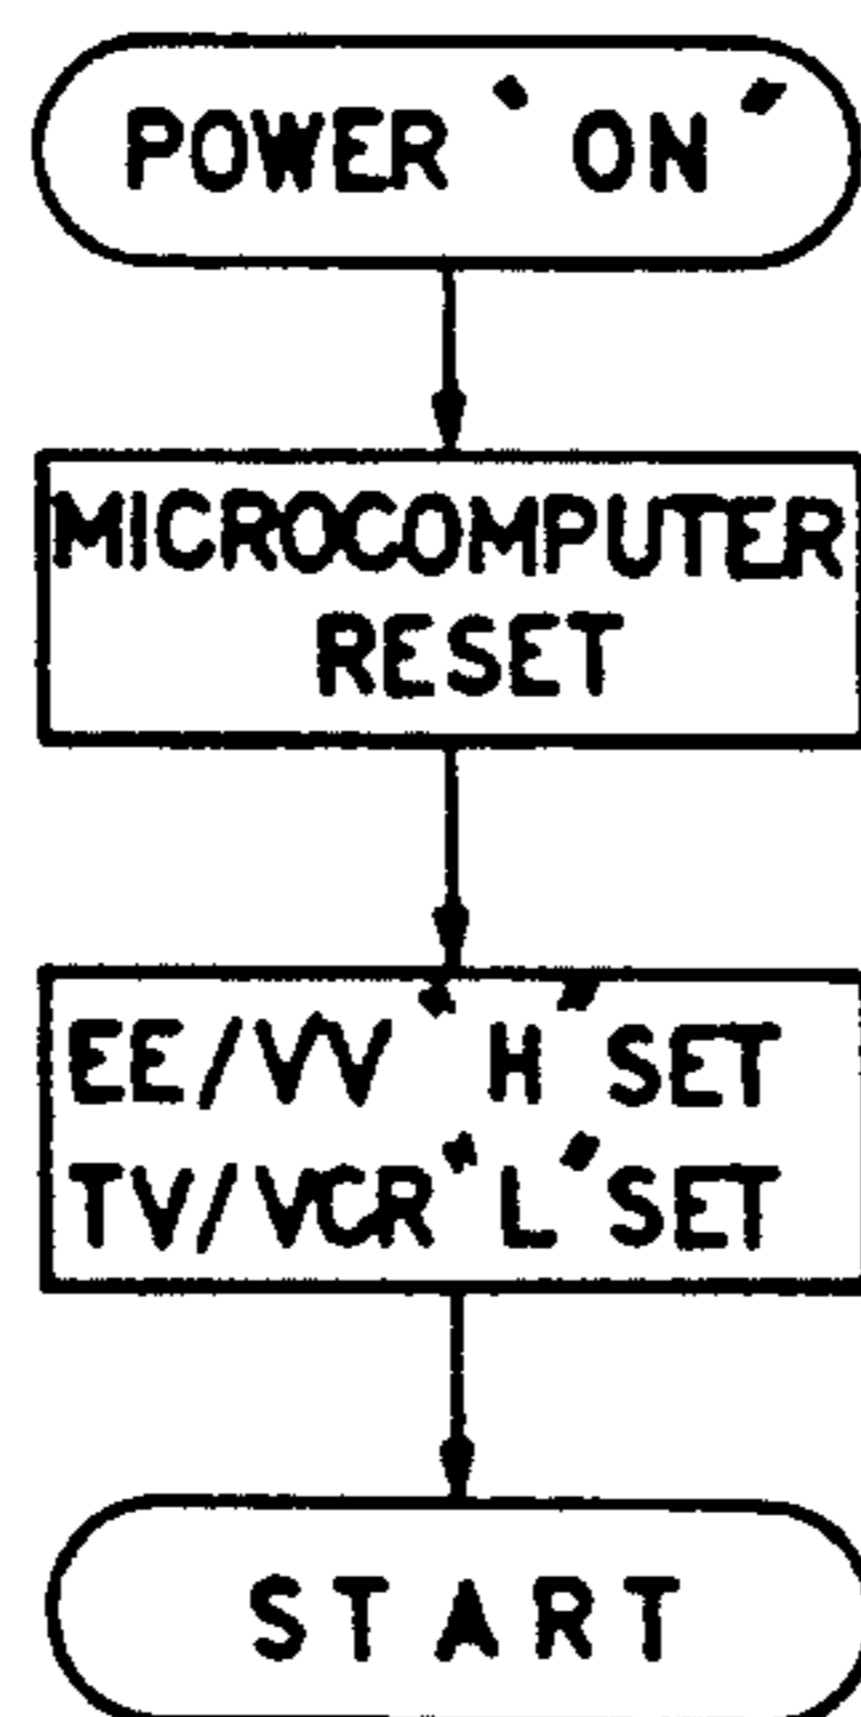 POWER "ON"
MICROCOMPUTER
RESET
EE/VV "H" SET
TV/VCR "L" SET
START